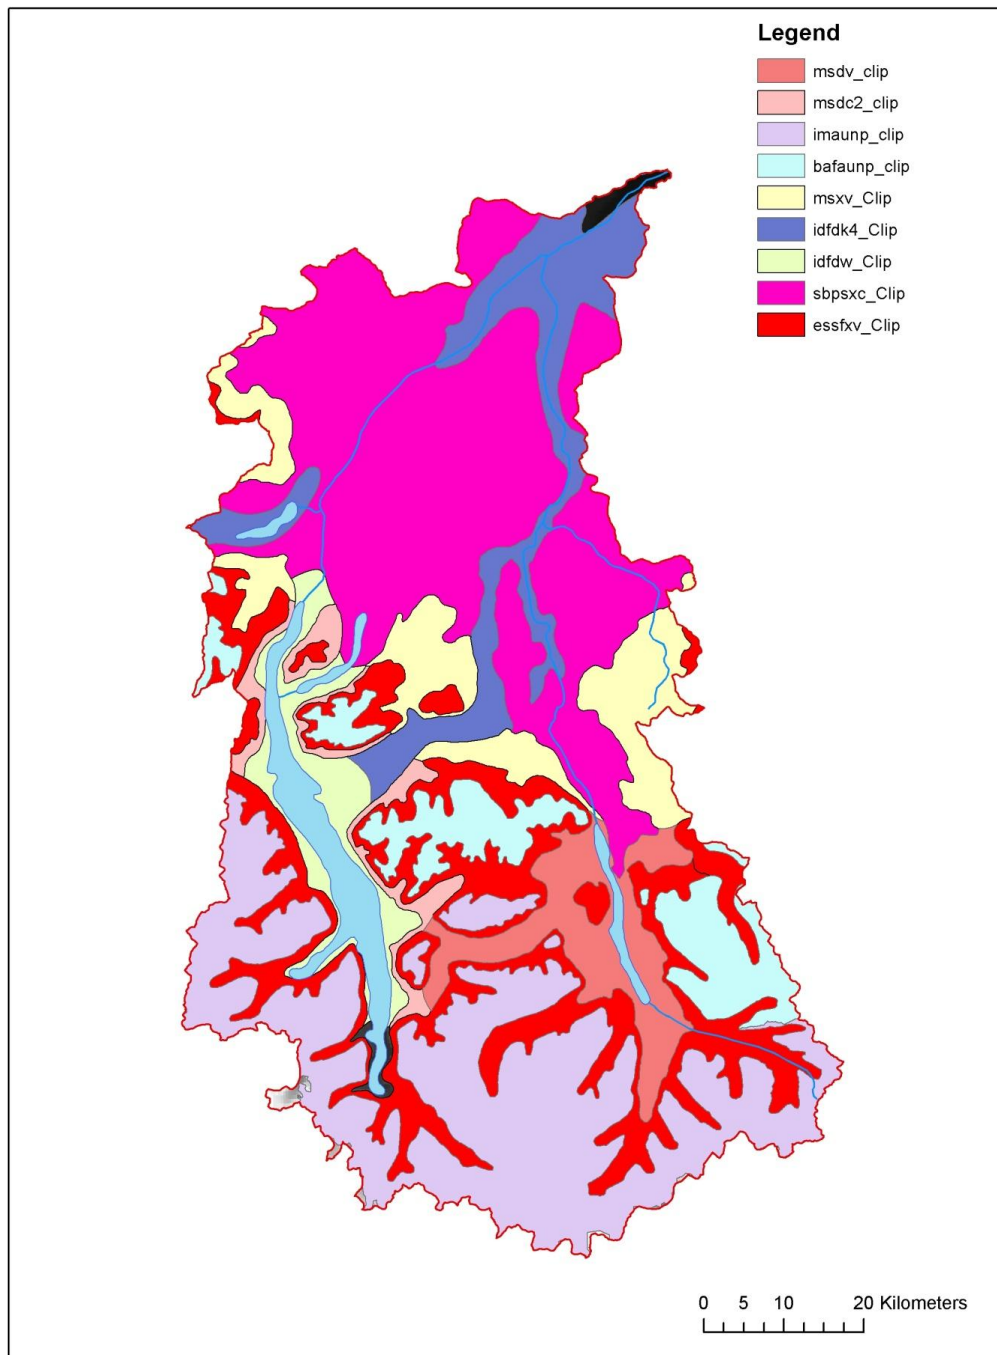 Legend
msdv_clip
msdc2_clip
imaunp_clip
bafaunp_clip
msxv_Clip
idfdk4_Clip
idfdw_Clip
sbpsxc_Clip
essfxv_Clip
0 5 10 20 Kilometers